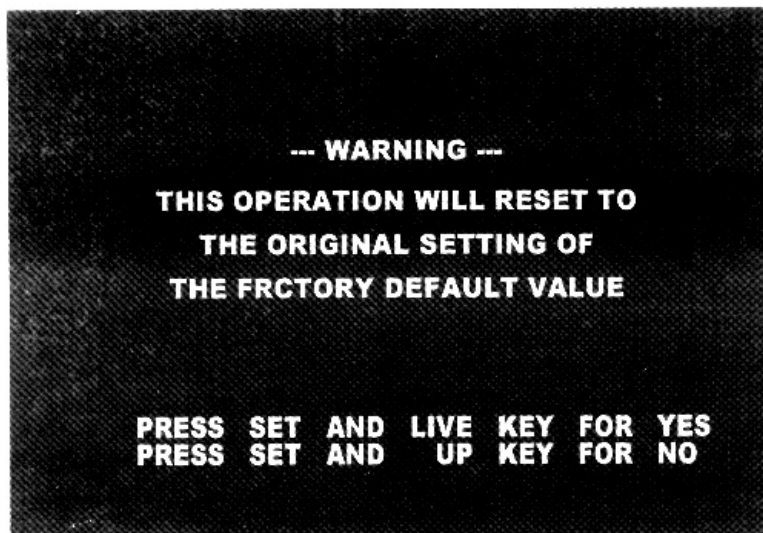 --- WARNING ---
THIS OPERATION WILL RESET TO
THE ORIGINAL SETTING OF
THE FRCTORY DEFAULT VALUE
PRESS SET AND LIVE KEY FOR YES
PRESS SET AND UP KEY FOR NO